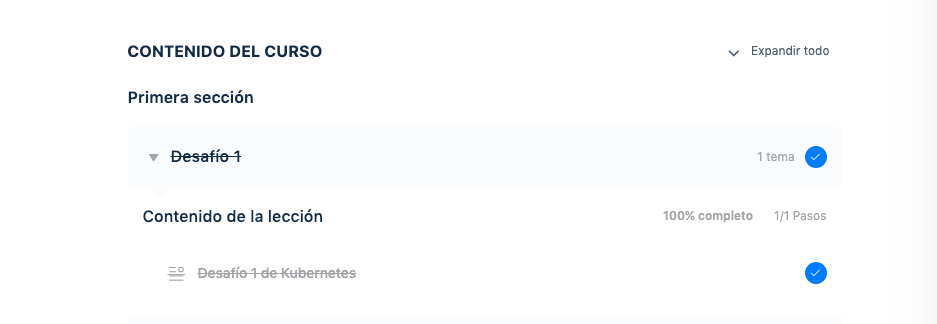 CONTENIDO DEL CURSO
Expandir todo
Primera sección
Desafío 1
1 tema
Contenido de la lección
100% completo
1/1 Pasos
Desafío 1 de Kubernetes